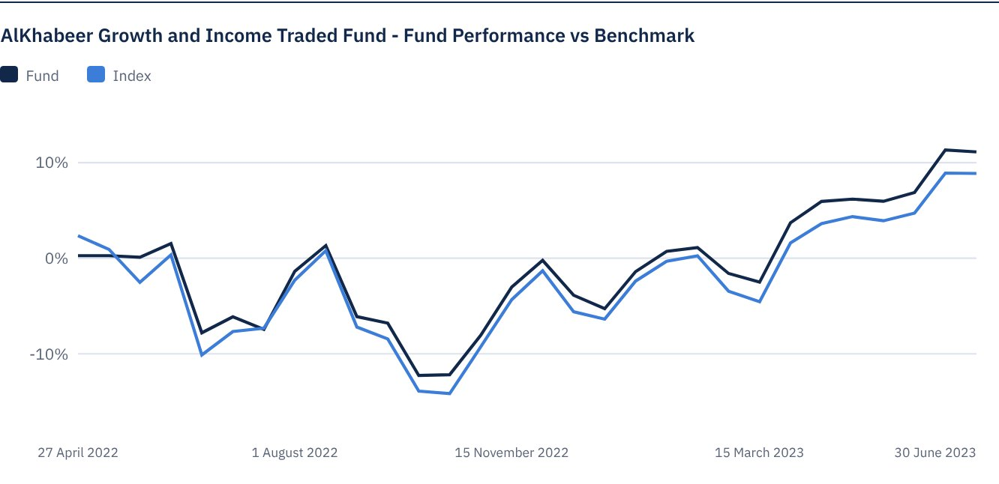 AlKhabeer Growth and Income Traded Fund - Fund Performance vs Benchmark
Fund Index
10%
0%
-10%
27 April 2022 1 August 2022 15 November 2022 15 March 2023 30 June 2023